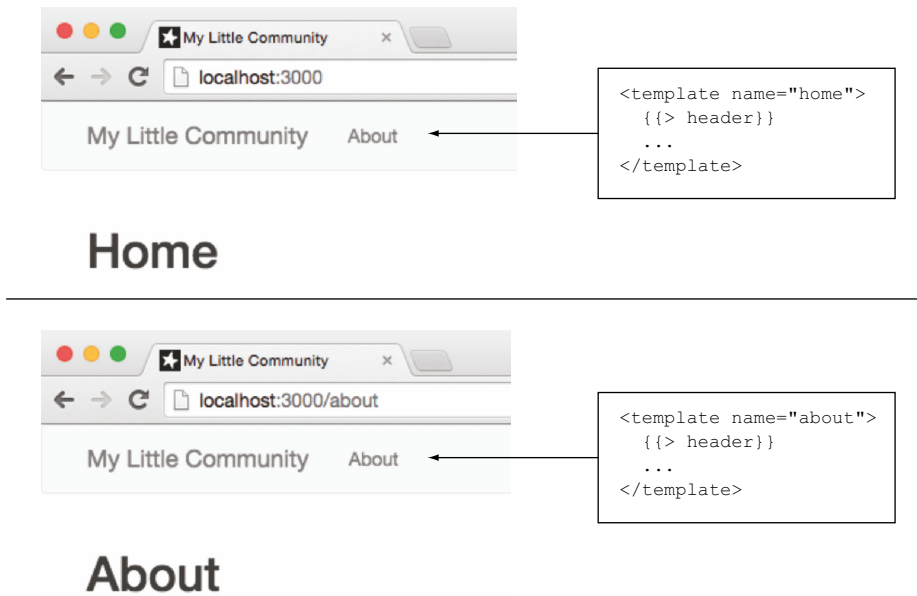 My Little Community
localhost:3000
My Little Community About
<template name="home">
{{> header}}
...
</template>
Home
My Little Community
localhost:3000/about
My Little Community About
<template name="about">
{{> header}}
...
</template>
About